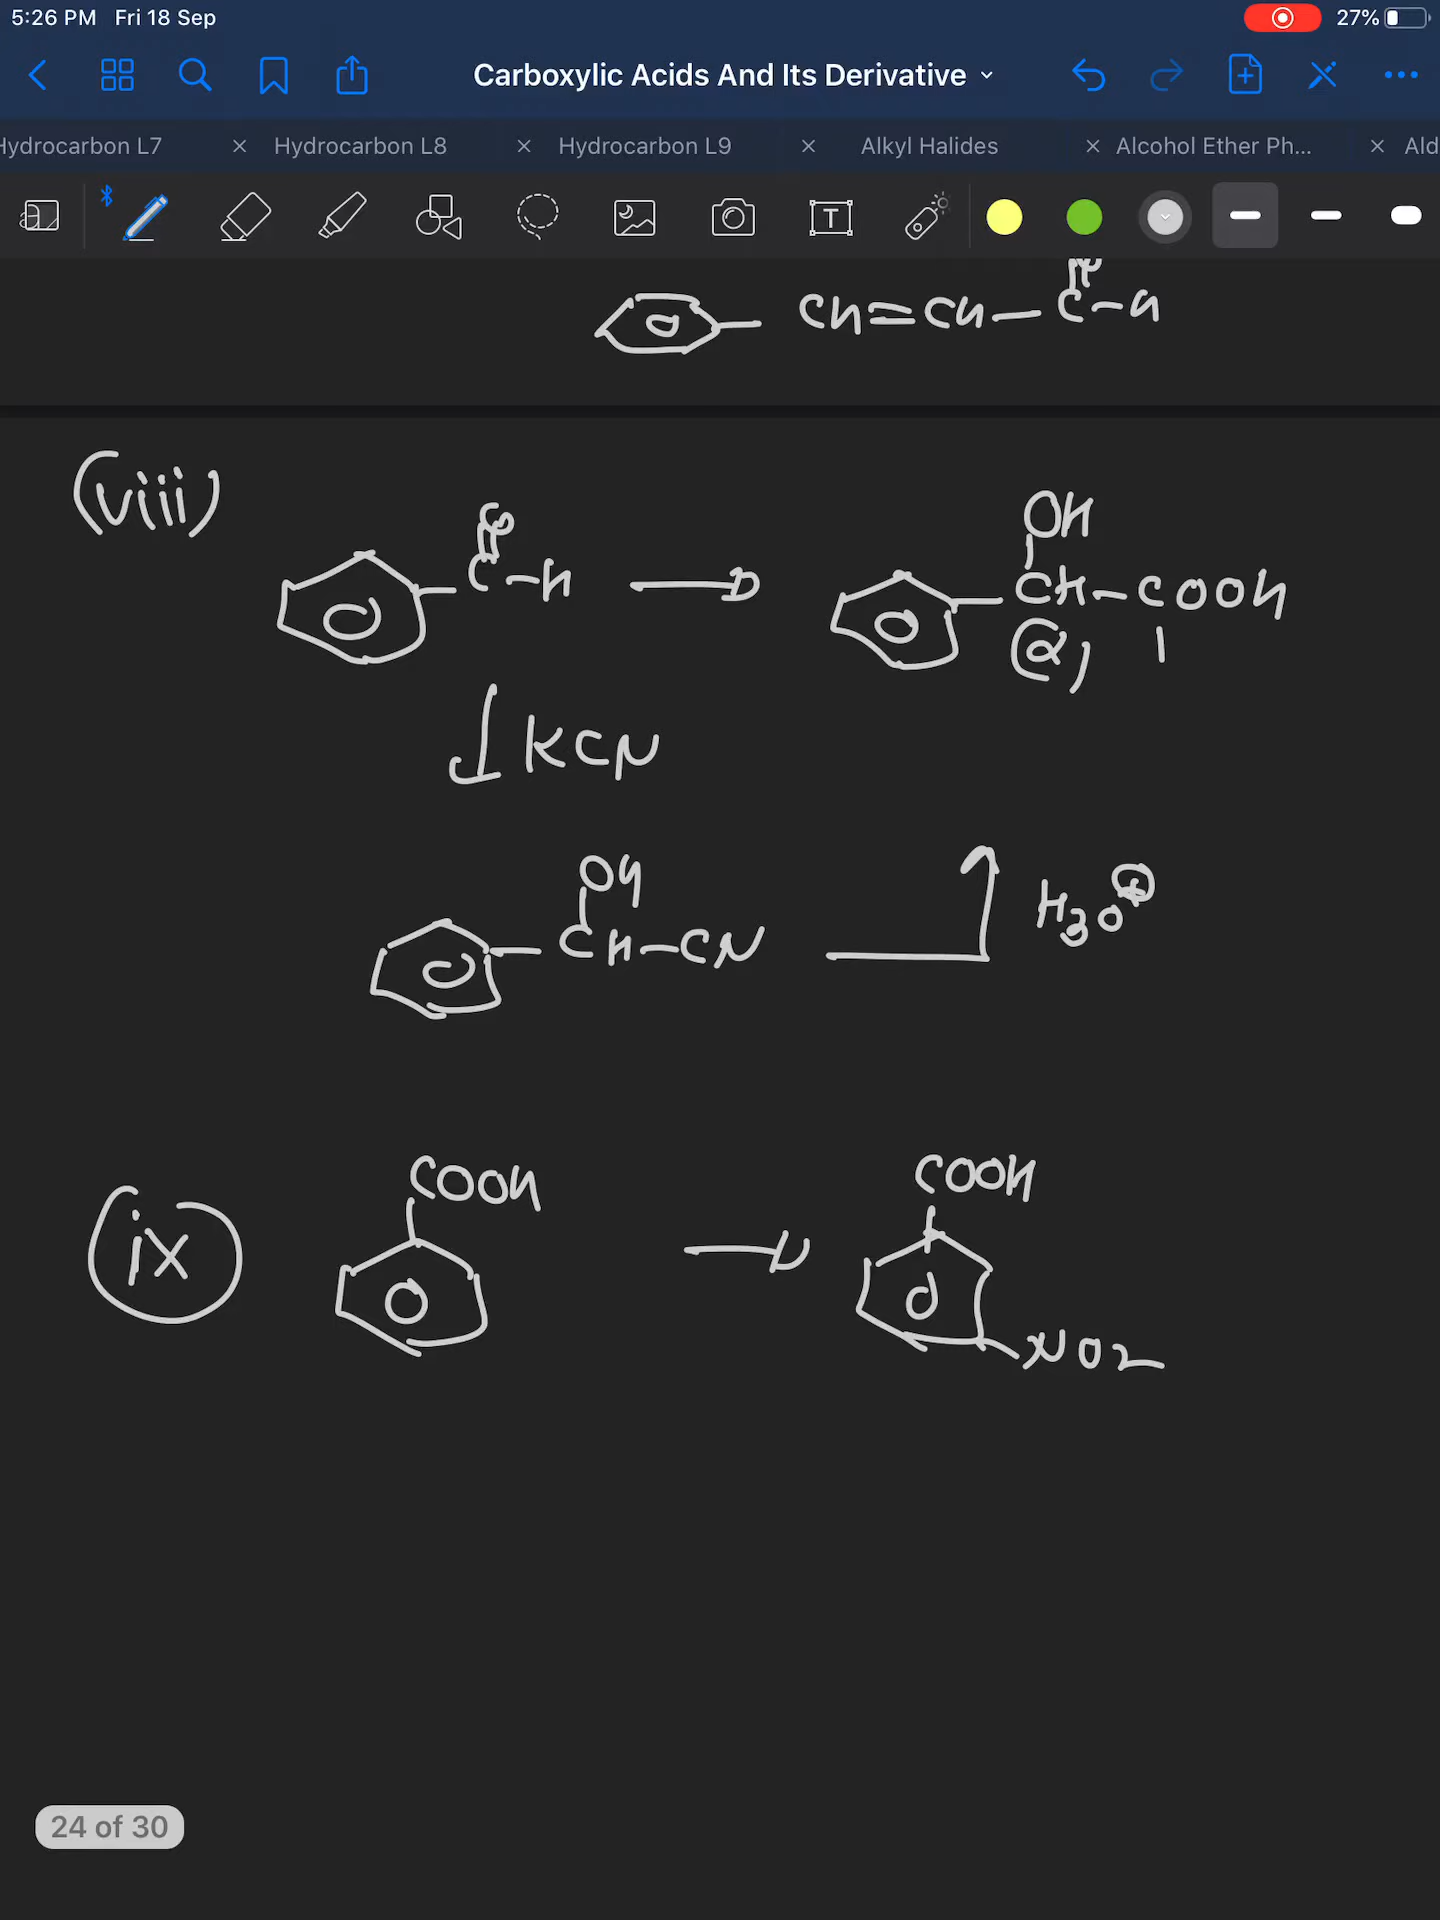 5:26 PM Fri 18 Sep 27%
Carboxylic Acids And Its Derivative
Hydrocarbon L7 × Hydrocarbon L8 × Hydrocarbon L9 × Alkyl Halides × Alcohol Ether Ph... × Ald
T
CH=CH-C-H
(viii)
O
C-H
OH
CH-COOH
(α) 1
KCN
OH
CH-CN
H3O⊕
(ix)
COOH
COOH
NO2
24 of 30